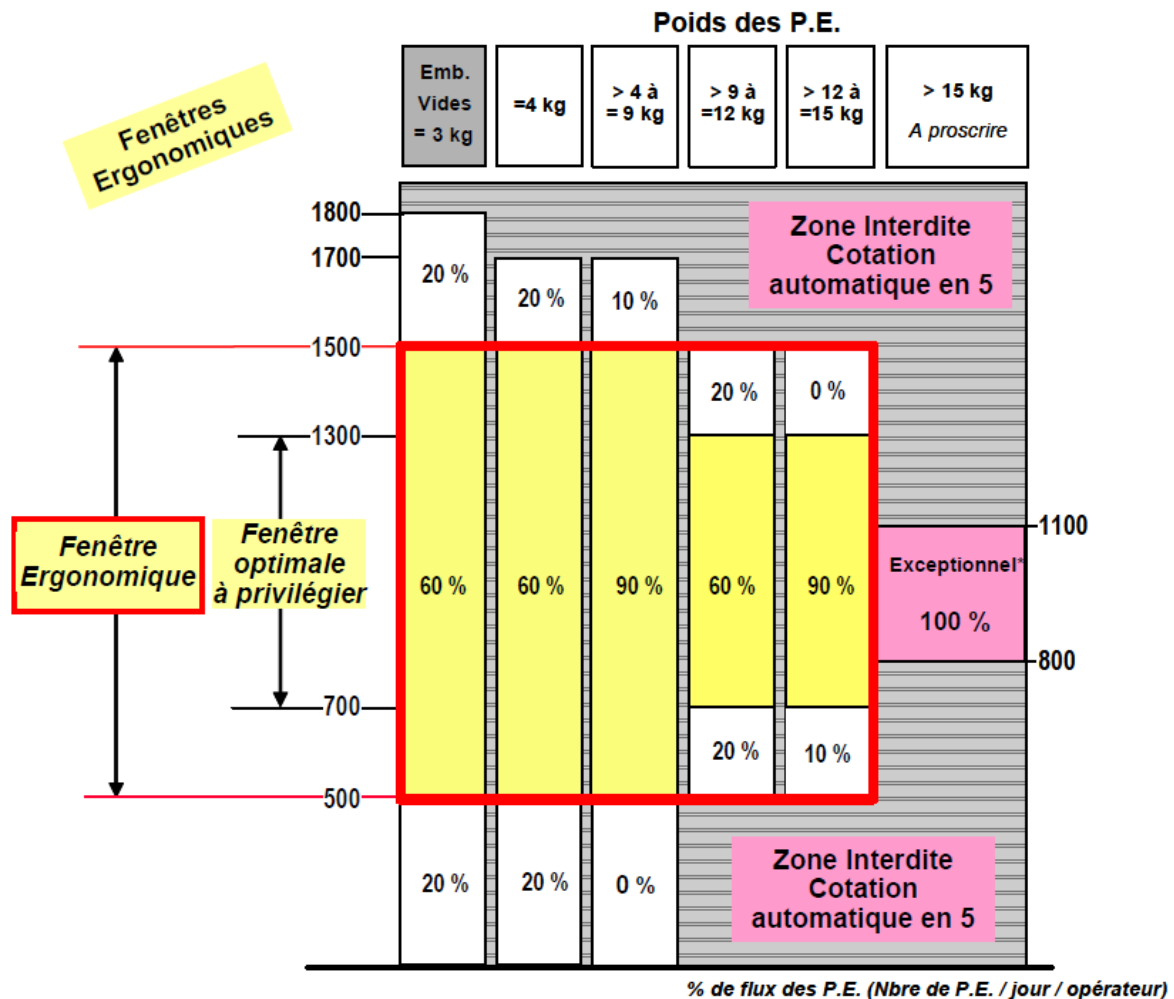 Poids des P.E.
Emb.
Vides
= 3 kg
=4 kg
> 4 à
= 9 kg
> 9 à
=12 kg
> 12 à
=15 kg
> 15 kg
A proscrire
Fenêtres
Ergonomiques
1800
1700
1500
1300
700
500
1100
800
20 %
20 %
10 %
Zone Interdite
Cotation
automatique en 5
20 %
0 %
Fenêtre
Ergonomique
Fenêtre
optimale
à privilégier
60 %
60 %
90 %
60 %
90 %
Exceptionnel*
100 %
20 %
10 %
20 %
20 %
0 %
Zone Interdite
Cotation
automatique en 5
% de flux des P.E. (Nbre de P.E. / jour / opérateur)